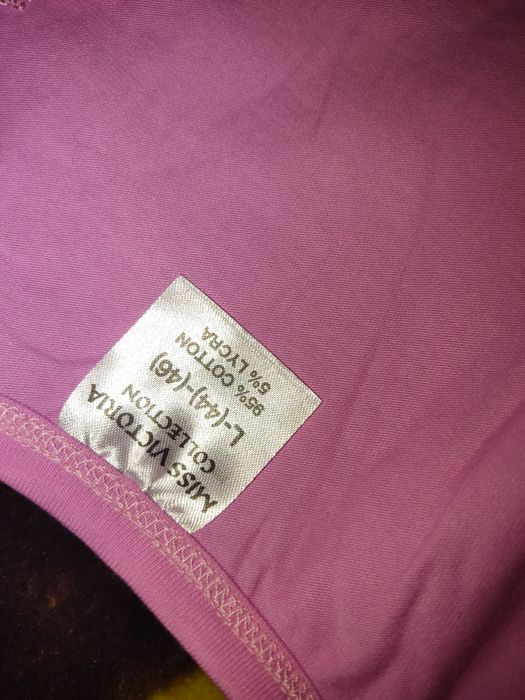 MISS VICTORIA
COLLECTION
L-(44)-(46)
95% COTTON
5% LYCRA